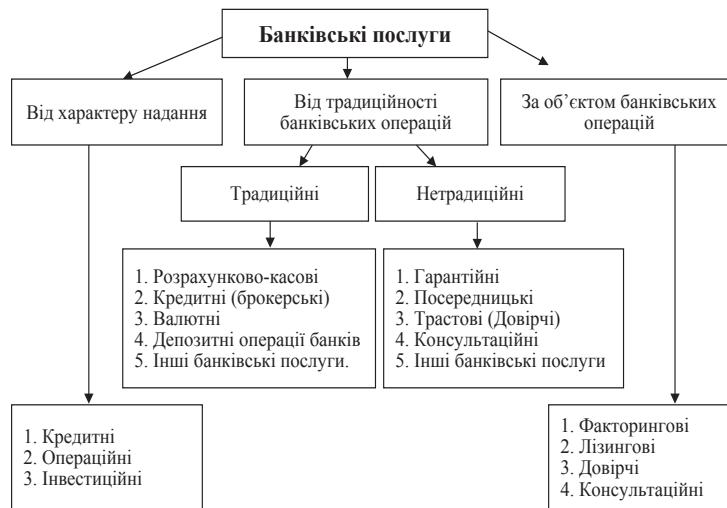 Банківські послуги
Від характеру надання
Від традиційності
банківських операцій
За об’єктом банківських
операцій
Традиційні
Нетрадиційні
1. Розрахунково-касові
2. Кредитні (брокерські)
3. Валютні
4. Депозитні операції банків
5. Інші банківські послуги.
1. Гарантійні
2. Посередницькі
3. Трастові (Довірчі)
4. Консультаційні
5. Інші банківські послуги
1. Кредитні
2. Операційні
3. Інвестиційні
1. Факторингові
2. Лізингові
3. Довірчі
4. Консультаційні